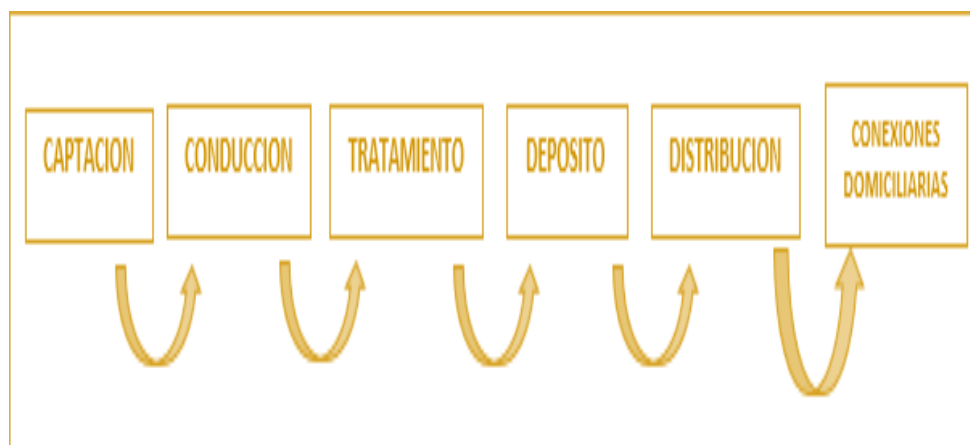 CAPTACION
CONDUCCION
TRATAMIENTO
DEPOSITO
DISTRIBUCION
CONEXIONES
DOMICILIARIAS